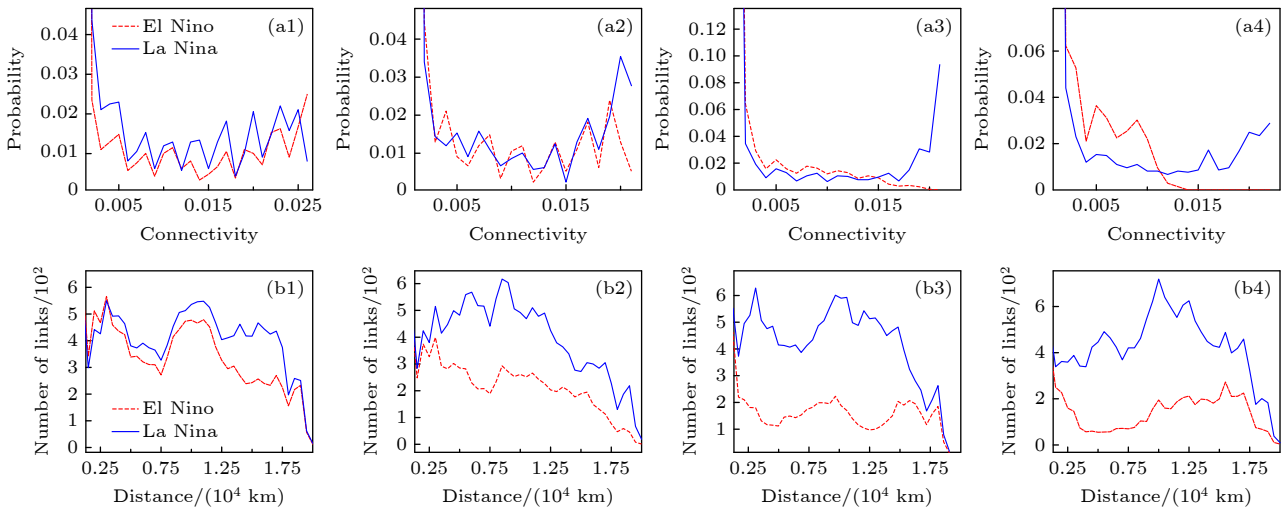 (a1)
El Nino
La Nina
Probability
0.04
0.03
0.02
0.01
0
0.005
0.015
0.025
Connectivity
(a2)
Probability
0.04
0.03
0.02
0.01
0
0.005
0.015
Connectivity
(a3)
Probability
0.12
0.10
0.08
0.06
0.04
0.02
0
0.005
0.015
Connectivity
(a4)
Probability
0.06
0.04
0.02
0
0.005
0.015
Connectivity
(b1)
El Nino
La Nina
Number of links/10²
6
5
4
3
2
1
0
0.25
0.75
1.25
1.75
Distance/(10⁴ km)
(b2)
Number of links/10²
6
5
4
3
2
1
0
0.25
0.75
1.25
1.75
Distance/(10⁴ km)
(b3)
Number of links/10²
6
5
4
3
2
1
0.25
0.75
1.25
1.75
Distance/(10⁴ km)
(b4)
Number of links/10²
6
4
2
0
0.25
0.75
1.25
1.75
Distance/(10⁴ km)